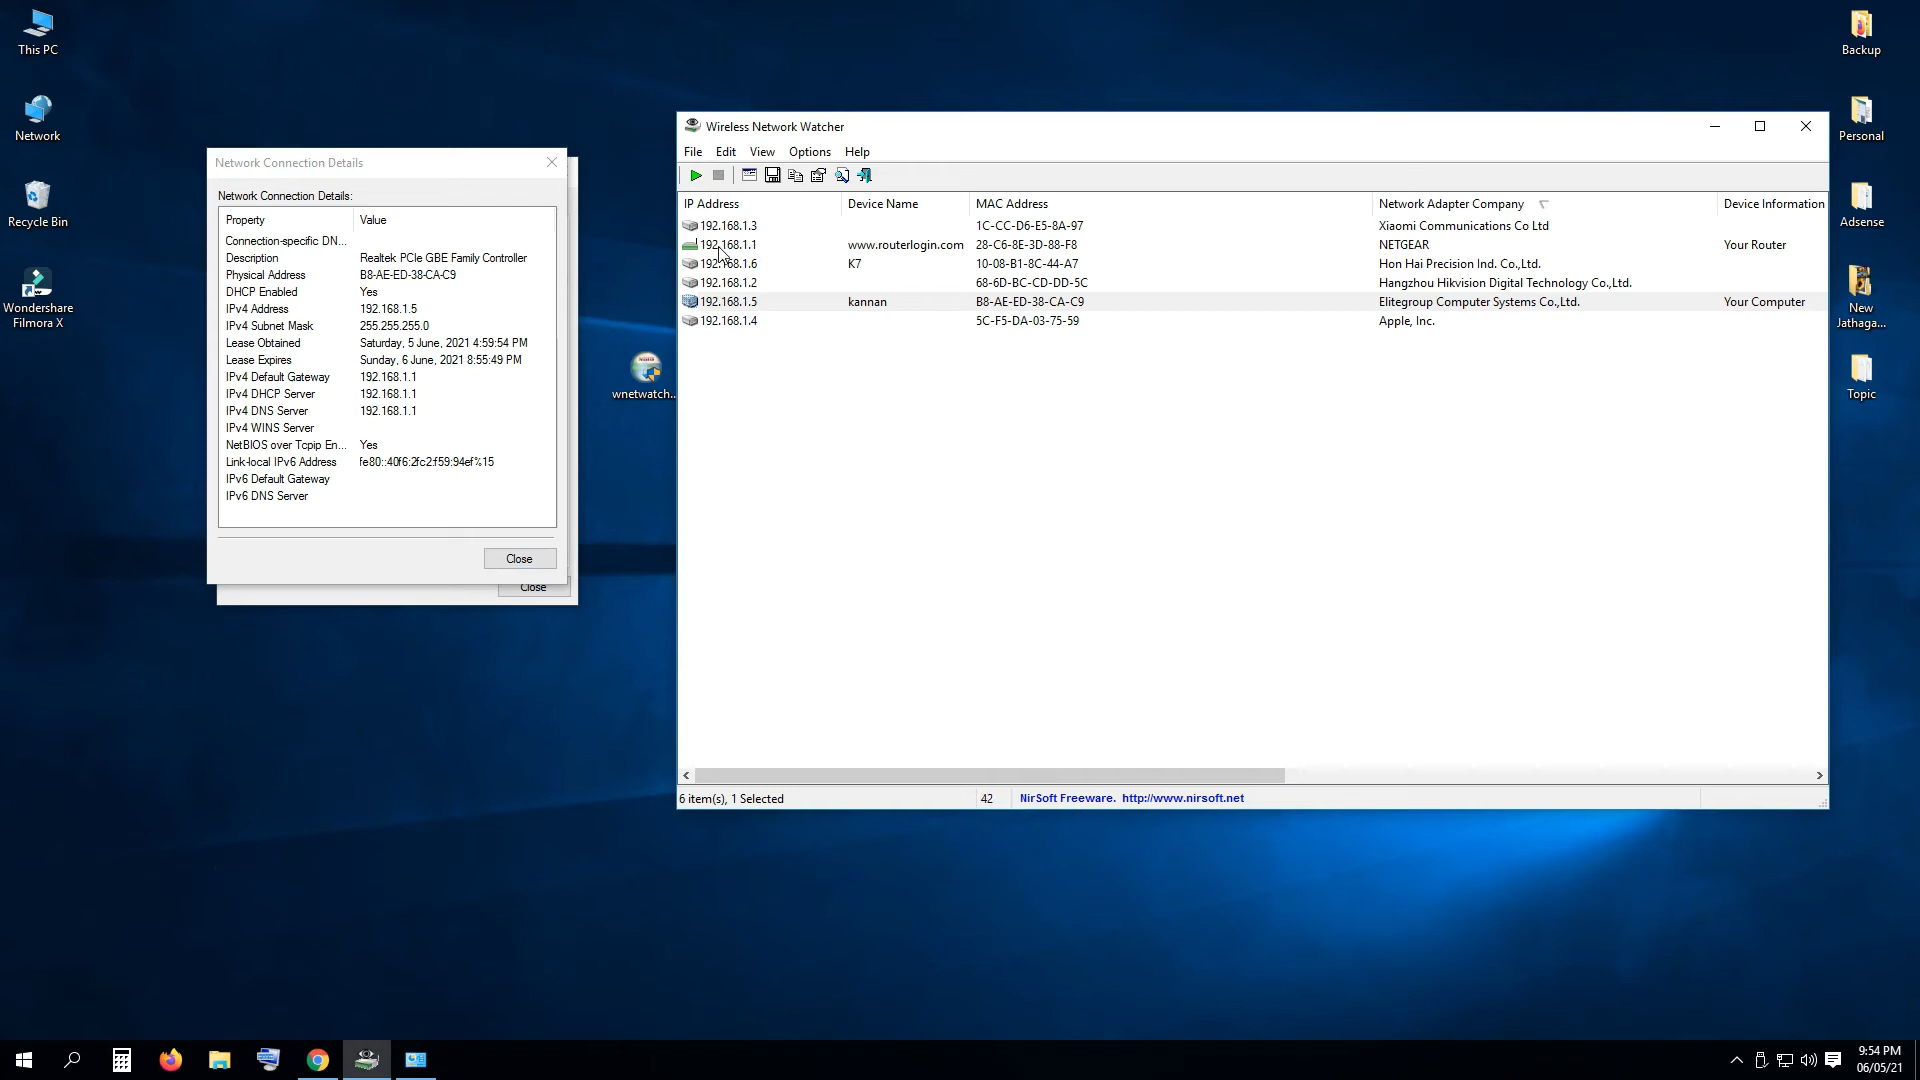 This PC
Network
Recycle Bin
Wondershare
Filmora X
Network Connection Details
Network Connection Details:
Property Value
Connection-specific DN...
Description Realtek PCIe GBE Family Controller
Physical Address B8-AE-ED-38-CA-C9
DHCP Enabled Yes
IPv4 Address 192.168.1.5
IPv4 Subnet Mask 255.255.255.0
Lease Obtained Saturday, 5 June, 2021 4:59:54 PM
Lease Expires Sunday, 6 June, 2021 8:55:49 PM
IPv4 Default Gateway 192.168.1.1
IPv4 DHCP Server 192.168.1.1
IPv4 DNS Server 192.168.1.1
IPv4 WINS Server
NetBIOS over Tcpip En... Yes
Link-local IPv6 Address fe80::40f6:2fc2:f59:94ef%15
IPv6 Default Gateway
IPv6 DNS Server
Close
Close
wnetwatch...
Wireless Network Watcher
File Edit View Options Help
IP Address Device Name MAC Address Network Adapter Company Device Information
192.168.1.3 1C-CC-D6-E5-8A-97 Xiaomi Communications Co Ltd
192.168.1.1 www.routerlogin.com 28-C6-8E-3D-88-F8 NETGEAR Your Router
192.168.1.6 K7 10-08-B1-8C-44-A7 Hon Hai Precision Ind. Co.,Ltd.
192.168.1.2 68-6D-BC-CD-DD-5C Hangzhou Hikvision Digital Technology Co.,Ltd.
192.168.1.5 kannan B8-AE-ED-38-CA-C9 Elitegroup Computer Systems Co.,Ltd. Your Computer
192.168.1.4 5C-F5-DA-03-75-59 Apple, Inc.
6 item(s), 1 Selected 42 NirSoft Freeware. http://www.nirsoft.net
Backup
Personal
Adsense
New
Jathaga...
Topic
9:54 PM
06/05/21